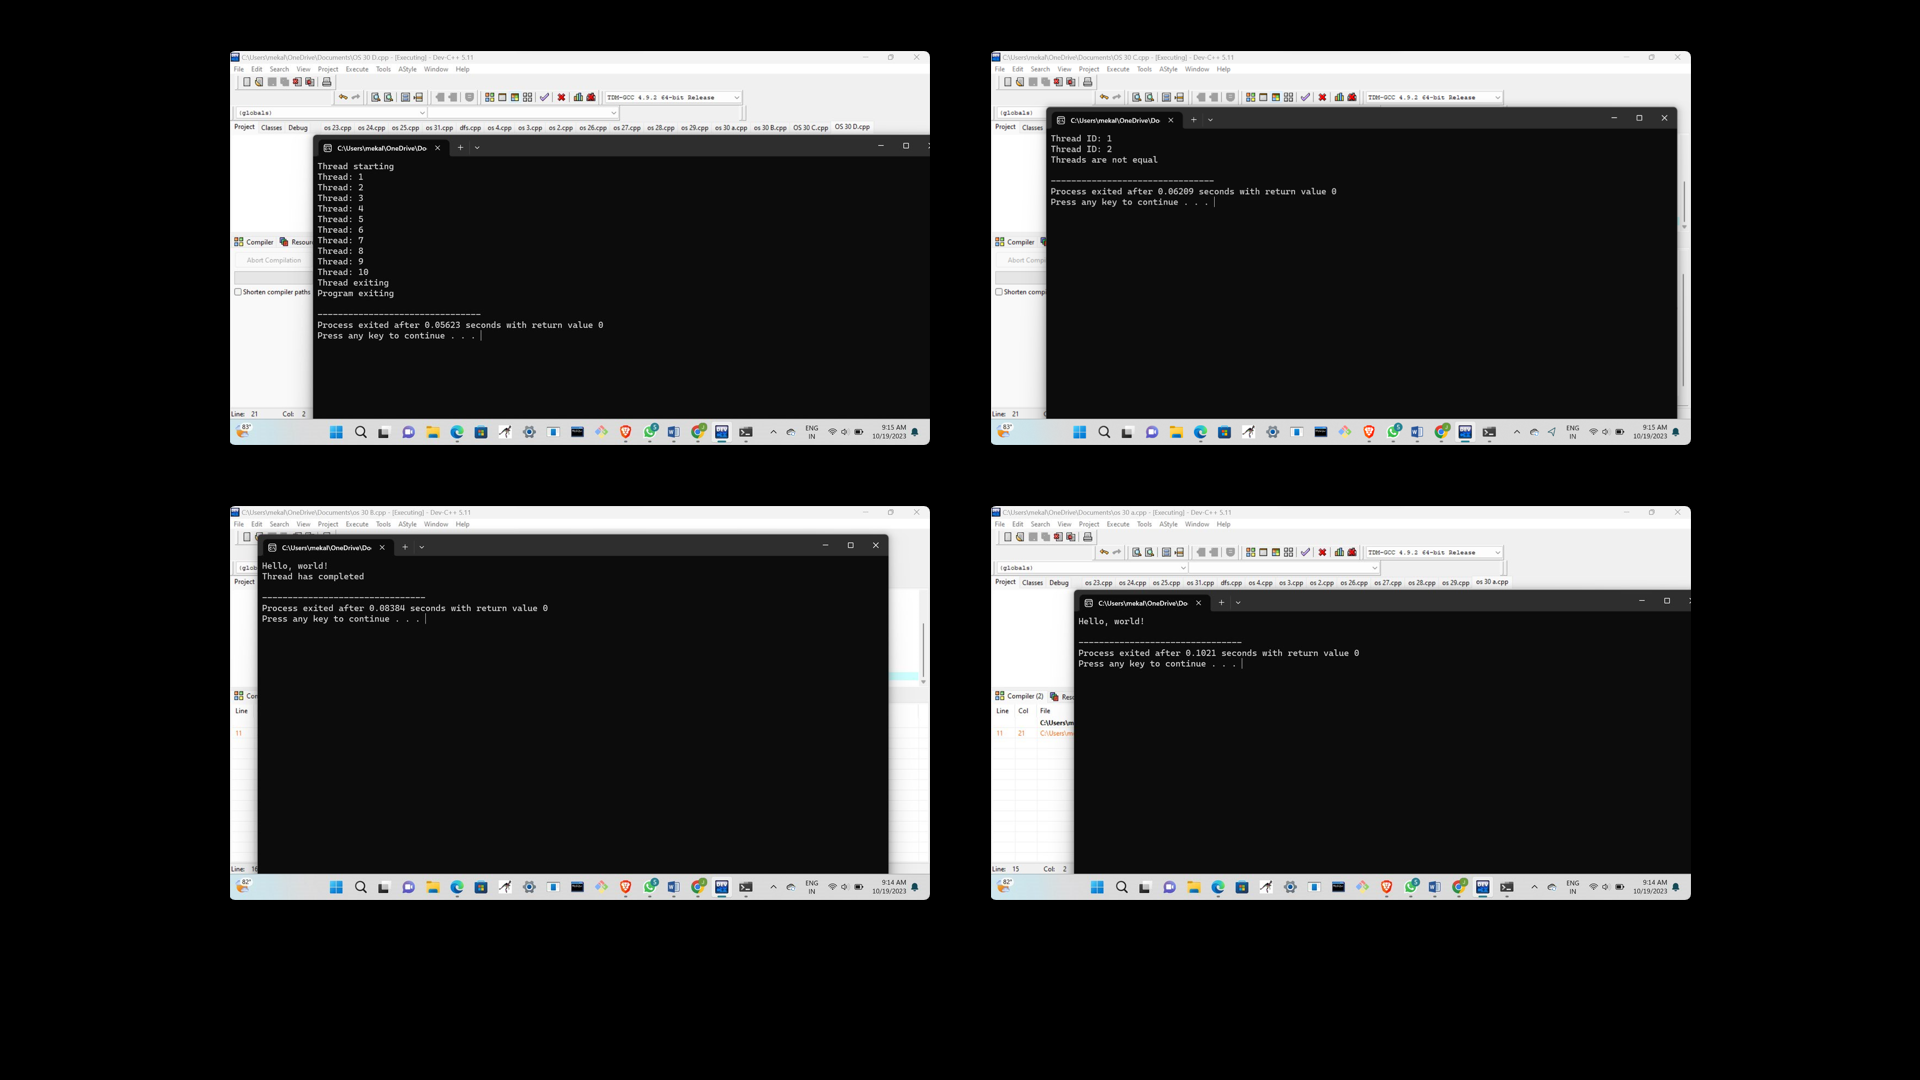 C:\Users\mekal\OneDrive\Documents\OS 30 D.cpp - [Executing] - Dev-C++ 5.11
File Edit Search View Project Execute Tools AStyle Window Help
TDM-GCC 4.9.2 64-bit Release
(globals)
Project Classes Debug os 23.cpp os 24.cpp os 25.cpp os 31.cpp dfs.cpp os 4.cpp os 3.cpp os 2.cpp os 26.cpp os 27.cpp os 28.cpp os 29.cpp os 30 a.cpp os 30 B.cpp OS 30 C.cpp OS 30 D.cpp
C:\Users\mekal\OneDrive\Do
Thread starting
Thread: 1
Thread: 2
Thread: 3
Thread: 4
Thread: 5
Thread: 6
Thread: 7
Thread: 8
Thread: 9
Thread: 10
Thread exiting
Program exiting
--------------------------------
Process exited after 0.05623 seconds with return value 0
Press any key to continue . . .
Compiler Resour
Abort Compilation
Shorten compiler paths
Line: 21 Col: 2
83°
ENG
IN
9:15 AM
10/19/2023
C:\Users\mekal\OneDrive\Documents\OS 30 C.cpp - [Executing] - Dev-C++ 5.11
File Edit Search View Project Execute Tools AStyle Window Help
TDM-GCC 4.9.2 64-bit Release
(globals)
Project Classes
C:\Users\mekal\OneDrive\Do
Thread ID: 1
Thread ID: 2
Threads are not equal
--------------------------------
Process exited after 0.06209 seconds with return value 0
Press any key to continue . . .
Compiler
Abort Compi
Shorten comp
Line: 21
83°
ENG
IN
9:15 AM
10/19/2023
C:\Users\mekal\OneDrive\Documents\os 30 B.cpp - [Executing] - Dev-C++ 5.11
File Edit Search View Project Execute Tools AStyle Window Help
(glob
Project
C:\Users\mekal\OneDrive\Do
Hello, world!
Thread has completed
--------------------------------
Process exited after 0.08384 seconds with return value 0
Press any key to continue . . .
Con
Line
11
Line: 16
82°
ENG
IN
9:14 AM
10/19/2023
C:\Users\mekal\OneDrive\Documents\os 30 a.cpp - [Executing] - Dev-C++ 5.11
File Edit Search View Project Execute Tools AStyle Window Help
TDM-GCC 4.9.2 64-bit Release
(globals)
Project Classes Debug os 23.cpp os 24.cpp os 25.cpp os 31.cpp dfs.cpp os 4.cpp os 3.cpp os 2.cpp os 26.cpp os 27.cpp os 28.cpp os 29.cpp os 30 a.cpp
C:\Users\mekal\OneDrive\Do
Hello, world!
--------------------------------
Process exited after 0.1021 seconds with return value 0
Press any key to continue . . .
Compiler (2) Reso
Line Col File
C:\Users\m
11 21 C:\Users\m
Line: 15 Col: 2
82°
ENG
IN
9:14 AM
10/19/2023